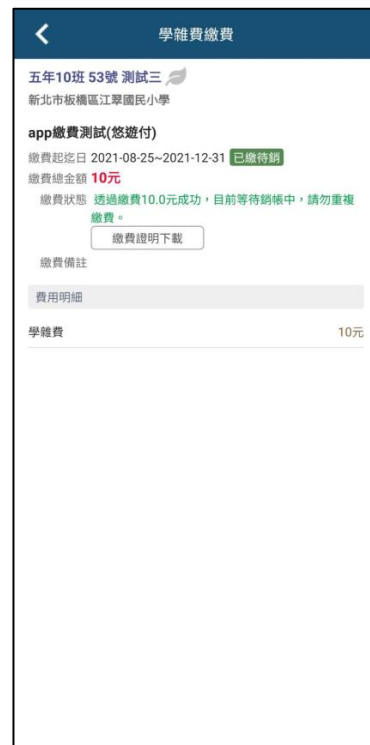 學雜費繳費
五年10班 53號 測試三
新北市板橋區江翠國民小學
app繳費測試(悠遊付)
繳費起迄日 2021-08-25~2021-12-31 已繳待銷
繳費總金額 10元
繳費狀態 透過繳費10.0元成功，目前等待銷帳中，請勿重複
繳費。
繳費證明下載
繳費備註
費用明細
學雜費 10元